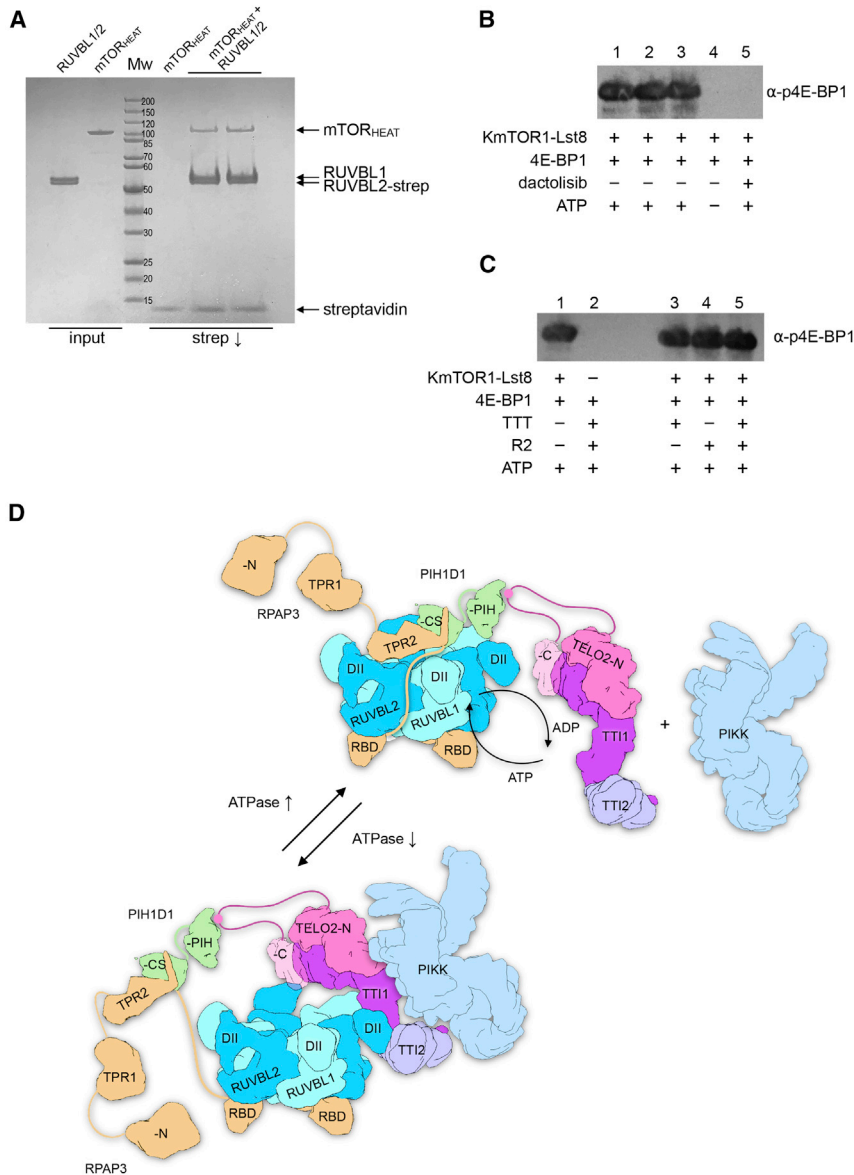 A
RUVBL1/2
mTORHEAT
Mw
mTORHEAT
mTORHEAT +
RUVBL1/2
200
150
120
100
85
70
60
50
40
30
25
20
15
mTORHEAT
RUVBL1
RUVBL2-strep
streptavidin
input
strep ↓
B
1 2 3 4 5
α-p4E-BP1
KmTOR1-Lst8 + + + + +
4E-BP1 + + + + +
dactolisib − − − − +
ATP + + + − +
C
1 2 3 4 5
α-p4E-BP1
KmTOR1-Lst8 + − + + +
4E-BP1 + + + + +
TTT − + + − +
R2 − + − + +
ATP + + + + +
D
-N
TPR1
RPAP3
PIH1D1
-CS
-PIH
TPR2
DII
DII
DII
RUVBL2
RUVBL1
RBD
RBD
ADP
ATP
-C
TELO2-N
TTI1
TTI2
+
PIKK
ATPase ↑
ATPase ↓
PIH1D1
-PIH
-CS
TPR2
TPR1
-N
RPAP3
TELO2-N
-C
TTI1
PIKK
DII
DII
DII
TTI2
RUVBL2
RUVBL1
RBD
RBD